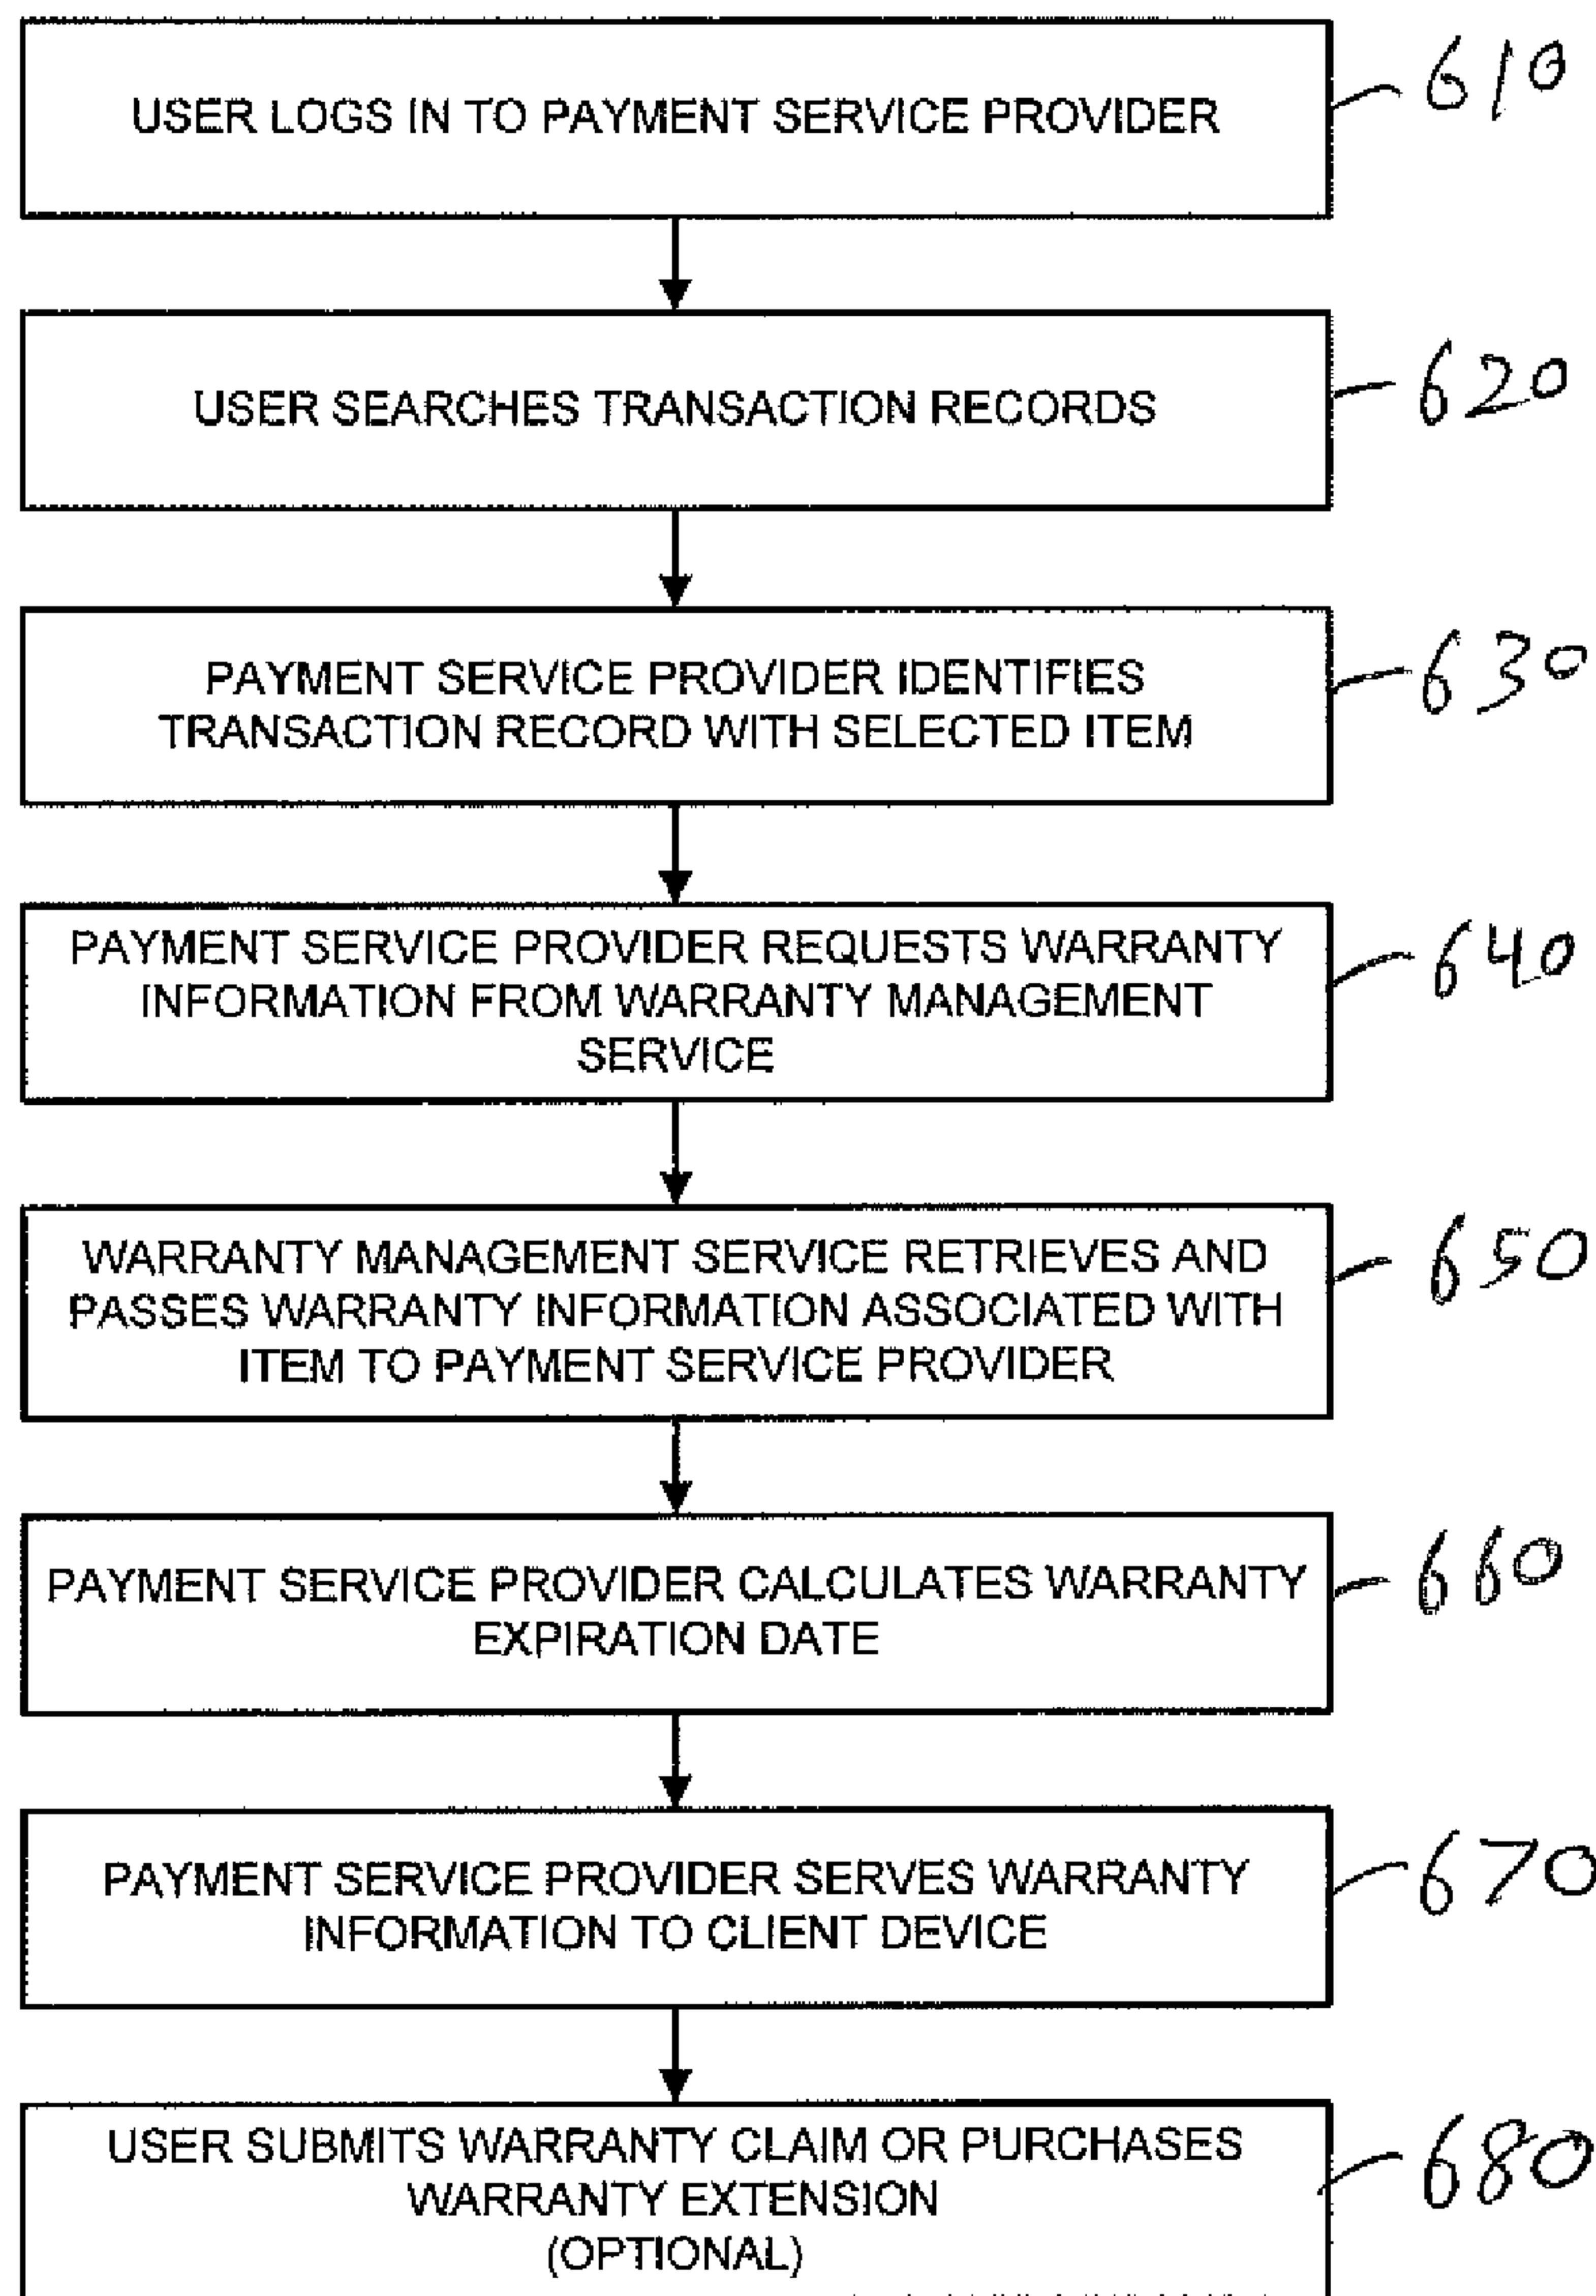 USER LOGS IN TO PAYMENT SERVICE PROVIDER
610
USER SEARCHES TRANSACTION RECORDS
620
PAYMENT SERVICE PROVIDER IDENTIFIES
TRANSACTION RECORD WITH SELECTED ITEM
630
PAYMENT SERVICE PROVIDER REQUESTS WARRANTY
INFORMATION FROM WARRANTY MANAGEMENT
SERVICE
640
WARRANTY MANAGEMENT SERVICE RETRIEVES AND
PASSES WARRANTY INFORMATION ASSOCIATED WITH
ITEM TO PAYMENT SERVICE PROVIDER
650
PAYMENT SERVICE PROVIDER CALCULATES WARRANTY
EXPIRATION DATE
660
PAYMENT SERVICE PROVIDER SERVES WARRANTY
INFORMATION TO CLIENT DEVICE
670
USER SUBMITS WARRANTY CLAIM OR PURCHASES
WARRANTY EXTENSION
(OPTIONAL)
680